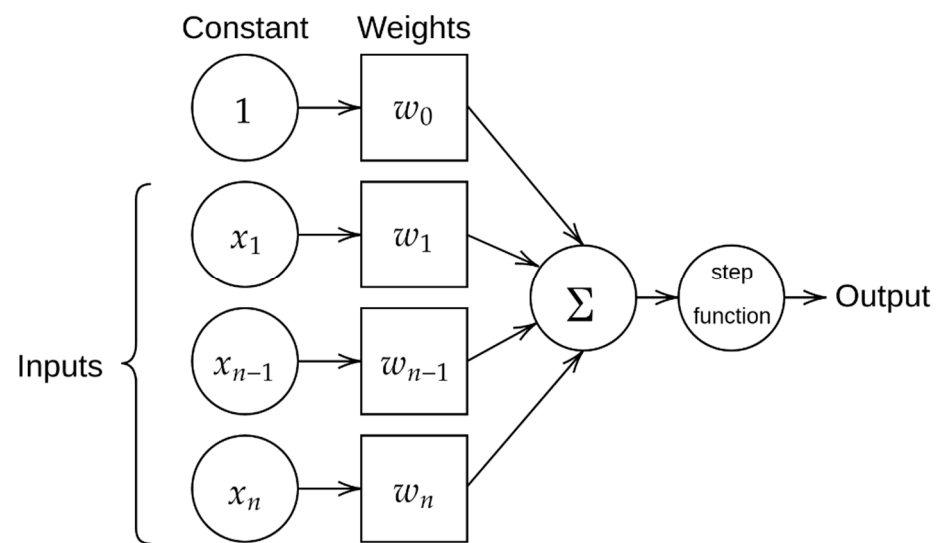 Constant Weights
1 w₀
x₁ w₁
Σ step function Output
Inputs xₙ₋₁ wₙ₋₁
xₙ wₙ